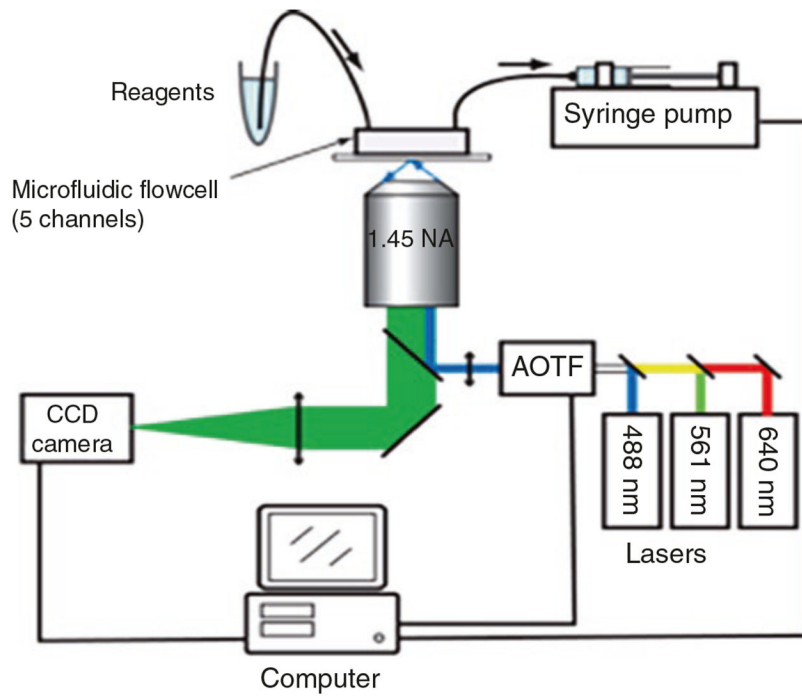 Reagents
Syringe pump
Microfluidic flowcell
(5 channels)
1.45 NA
AOTF
CCD
camera
488 nm
561 nm
640 nm
Lasers
Computer